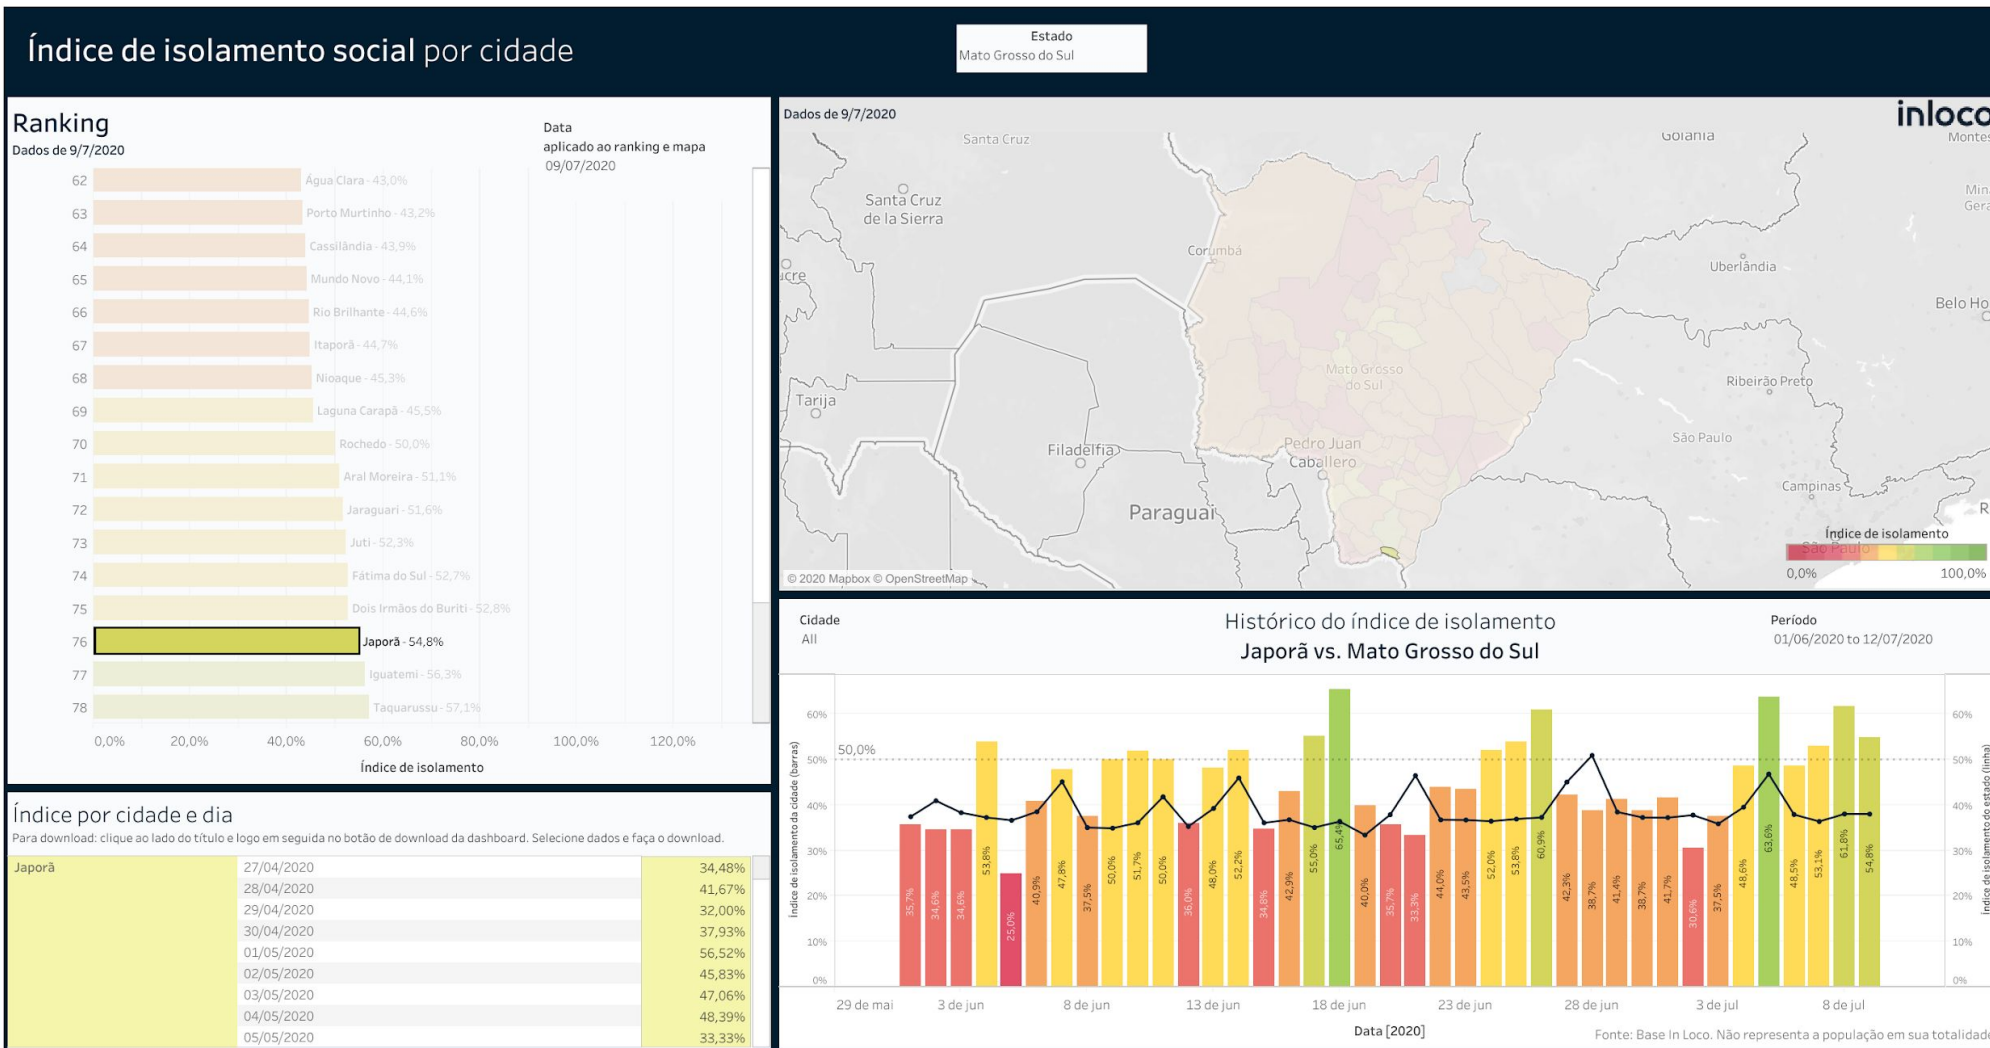 Índice de isolamento social por cidade
Estado
Mato Grosso do Sul
Ranking
Dados de 9/7/2020
Data
aplicado ao ranking e mapa
09/07/2020
62 Água Clara - 43,0%
63 Porto Murtinho - 43,2%
64 Cassilândia - 43,9%
65 Mundo Novo - 44,1%
66 Rio Brilhante - 44,6%
67 Itaporã - 44,7%
68 Nioaque - 45,3%
69 Laguna Carapã - 45,5%
70 Rochedo - 50,0%
71 Aral Moreira - 51,1%
72 Jaraguari - 51,6%
73 Juti - 52,3%
74 Fátima do Sul - 52,7%
75 Dois Irmãos do Buriti - 52,8%
76 Japorã - 54,8%
77 Iguatemi - 56,3%
78 Taquarussu - 57,1%
0,0% 20,0% 40,0% 60,0% 80,0% 100,0% 120,0%
Índice de isolamento
Índice por cidade e dia
Para download: clique ao lado do título e logo em seguida no botão de download da dashboard. Selecione dados e faça o download.
Japorã 27/04/2020 34,48%
28/04/2020 41,67%
29/04/2020 32,00%
30/04/2020 37,93%
01/05/2020 56,52%
02/05/2020 45,83%
03/05/2020 47,06%
04/05/2020 48,39%
05/05/2020 33,33%
Dados de 9/7/2020
inloco
Santa Cruz
Goiânia
Montes
Santa Cruz
de la Sierra
Min
Gera
Corumbá
ucre
Uberlândia
Belo Ho
Mato Grosso
do Sul
Ribeirão Preto
Tarija
São Paulo
Filadélfia
Pedro Juan
Caballero
Campinas
Paraguai
R
Índice de isolamento
São Paulo
0,0% 100,0%
© 2020 Mapbox © OpenStreetMap
Cidade
All
Histórico do índice de isolamento
Japorã vs. Mato Grosso do Sul
Período
01/06/2020 to 12/07/2020
Índice de isolamento da cidade (barras)
60%
50%
40%
30%
20%
10%
0%
50,0%
35,7%
34,6%
34,6%
53,8%
25,0%
40,9%
47,8%
37,5%
50,0%
51,7%
50,0%
36,0%
48,0%
52,2%
34,8%
42,9%
55,0%
65,4%
40,0%
35,7%
33,3%
44,0%
43,5%
52,0%
53,8%
60,9%
42,3%
38,7%
41,4%
38,7%
41,7%
30,6%
37,5%
48,6%
63,6%
48,5%
53,1%
61,8%
54,8%
60%
50%
40%
30%
20%
10%
0%
Índice de isolamento do estado (linha)
29 de mai 3 de jun 8 de jun 13 de jun 18 de jun 23 de jun 28 de jun 3 de jul 8 de jul
Data [2020]
Fonte: Base In Loco. Não representa a população em sua totalidade